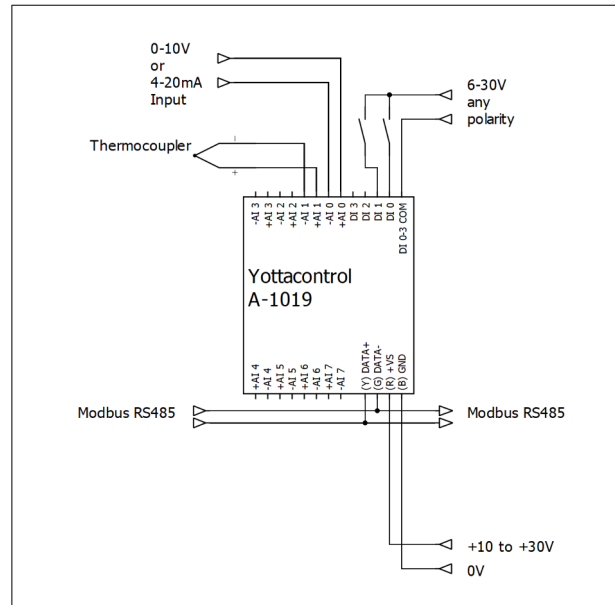 0-10V
or
4-20mA
Input
6-30V
any
polarity
Thermocoupler
-
+
-AI 3
+AI 3
-AI 2
+AI 2
-AI 1
+AI 1
-AI 0
+AI 0
DI 3
DI 2
DI 1
DI 0
DI 0-3 COM
Yottacontrol
A-1019
+AI 4
-AI 4
+AI 5
-AI 5
+AI 6
-AI 6
+AI 7
-AI 7
(Y) DATA+
(G) DATA-
(R) +VS
(B) GND
Modbus RS485
Modbus RS485
+10 to +30V
0V